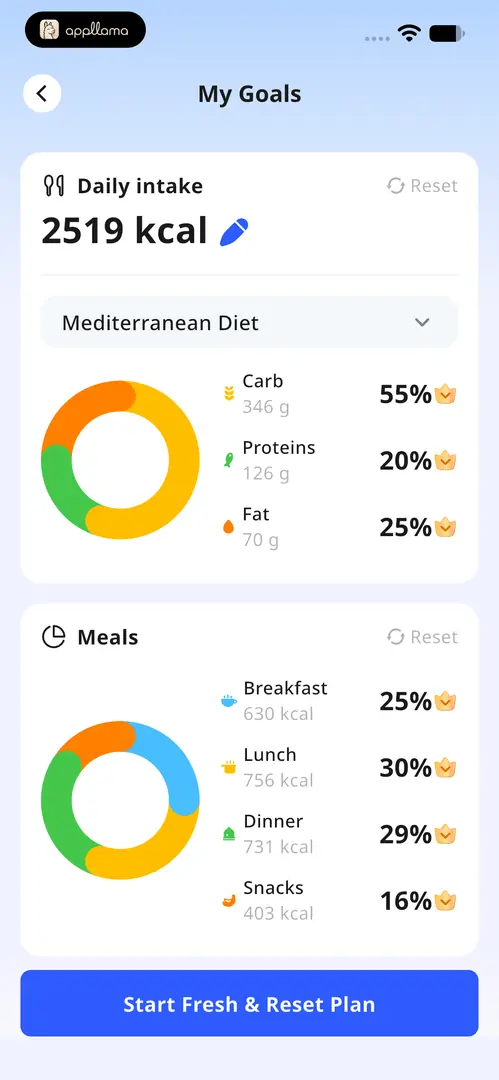 appllama
My Goals
Daily intake
Reset
2519 kcal
Mediterranean Diet
Carb
346 g
55%
Proteins
126 g
20%
Fat
70 g
25%
Meals
Reset
Breakfast
630 kcal
25%
Lunch
756 kcal
30%
Dinner
731 kcal
29%
Snacks
403 kcal
16%
Start Fresh & Reset Plan